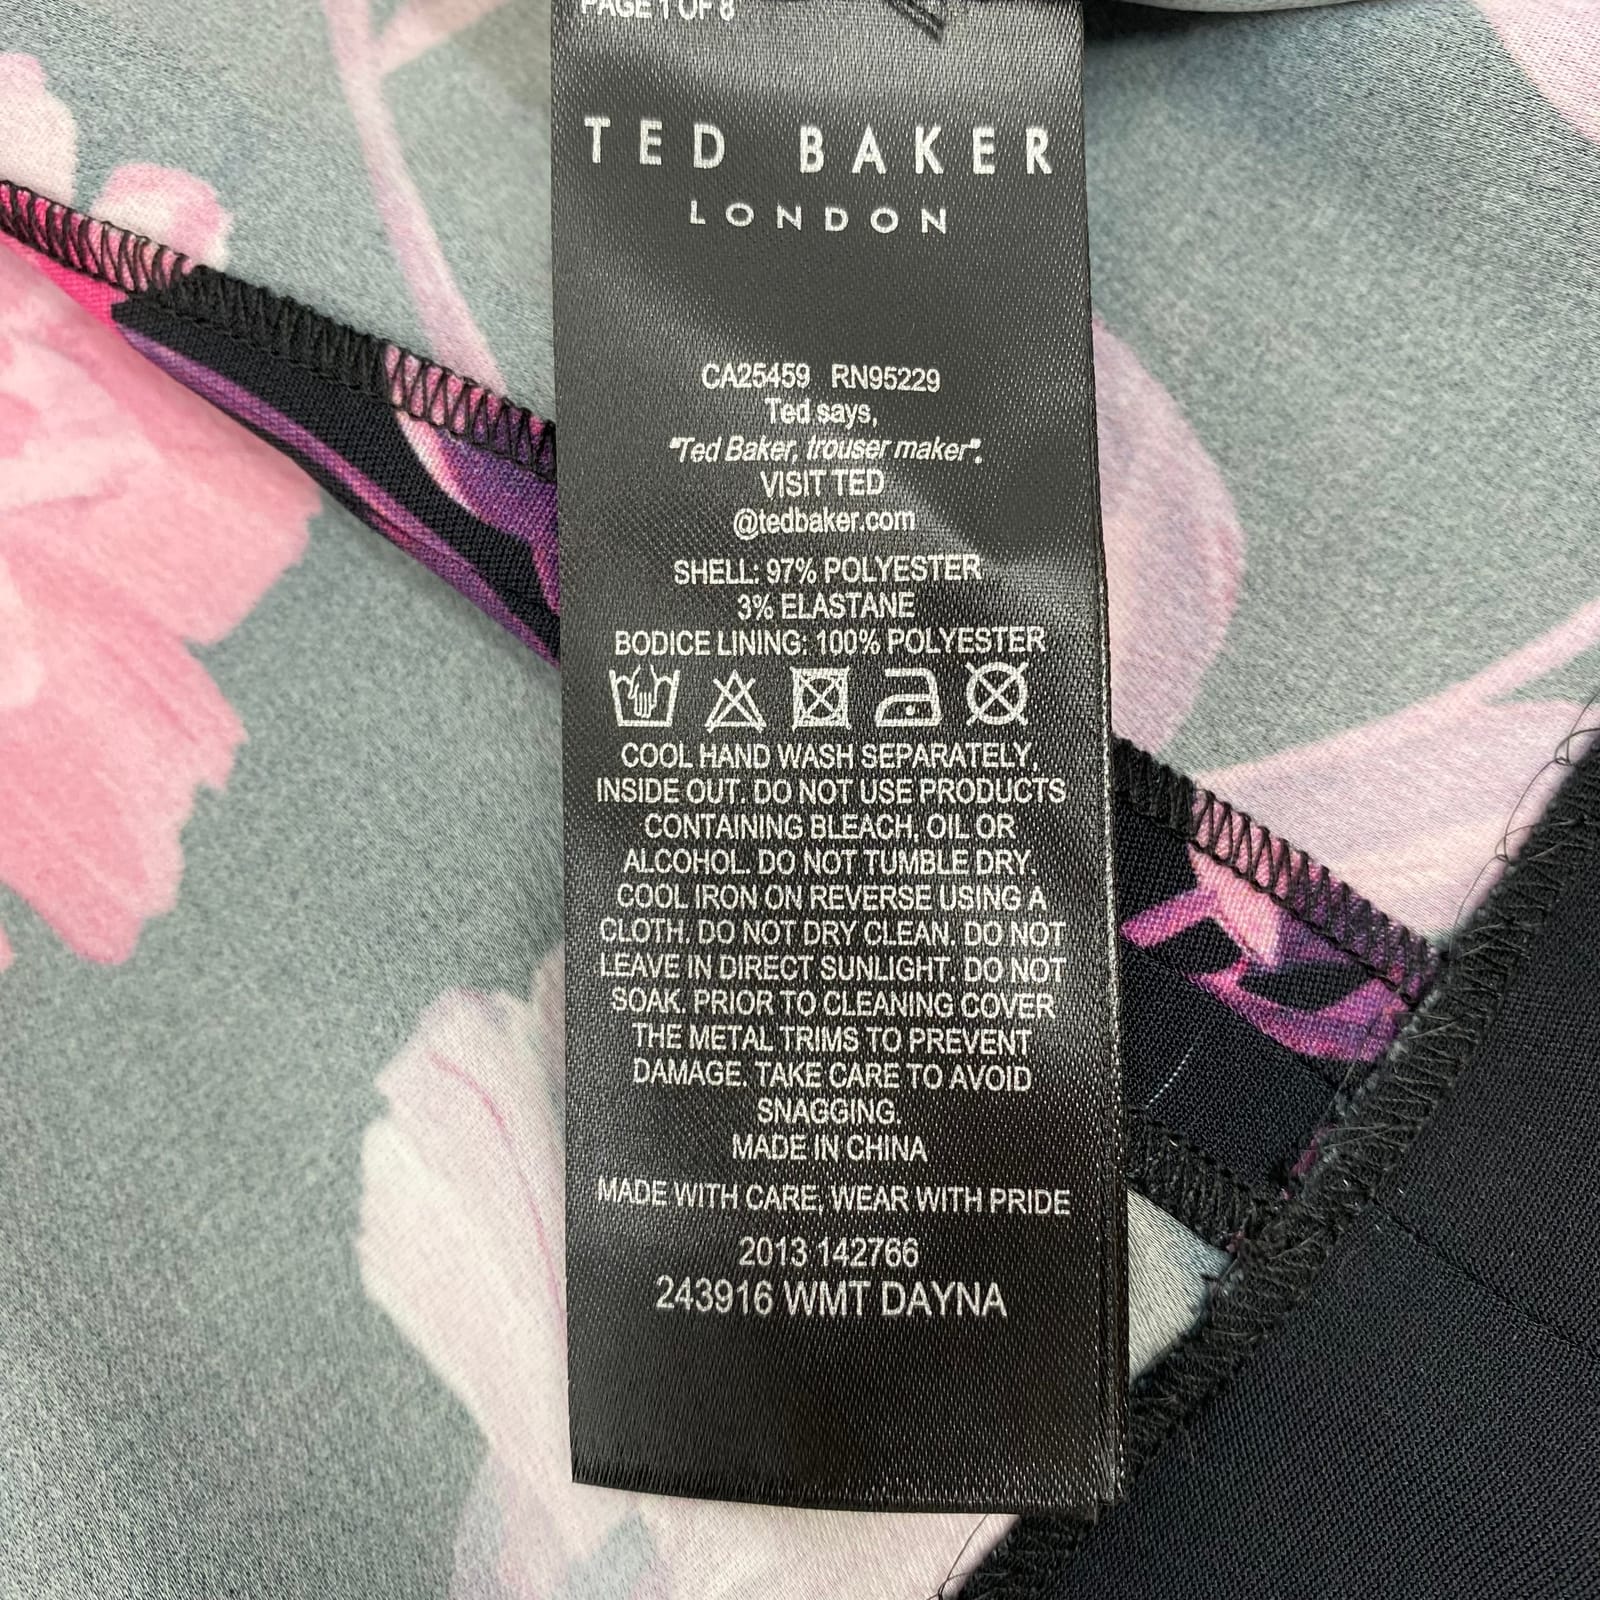 PAGE 1 OF 8
TED BAKER
LONDON
CA25459 RN95229
Ted says,
"Ted Baker, trouser maker".
VISIT TED
@tedbaker.com
SHELL: 97% POLYESTER
3% ELASTANE
BODICE LINING: 100% POLYESTER
COOL HAND WASH SEPARATELY,
INSIDE OUT. DO NOT USE PRODUCTS
CONTAINING BLEACH, OIL OR
ALCOHOL. DO NOT TUMBLE DRY.
COOL IRON ON REVERSE USING A
CLOTH. DO NOT DRY CLEAN. DO NOT
LEAVE IN DIRECT SUNLIGHT. DO NOT
SOAK. PRIOR TO CLEANING COVER
THE METAL TRIMS TO PREVENT
DAMAGE. TAKE CARE TO AVOID
SNAGGING.
MADE IN CHINA
MADE WITH CARE, WEAR WITH PRIDE
2013 142766
243916 WMT DAYNA